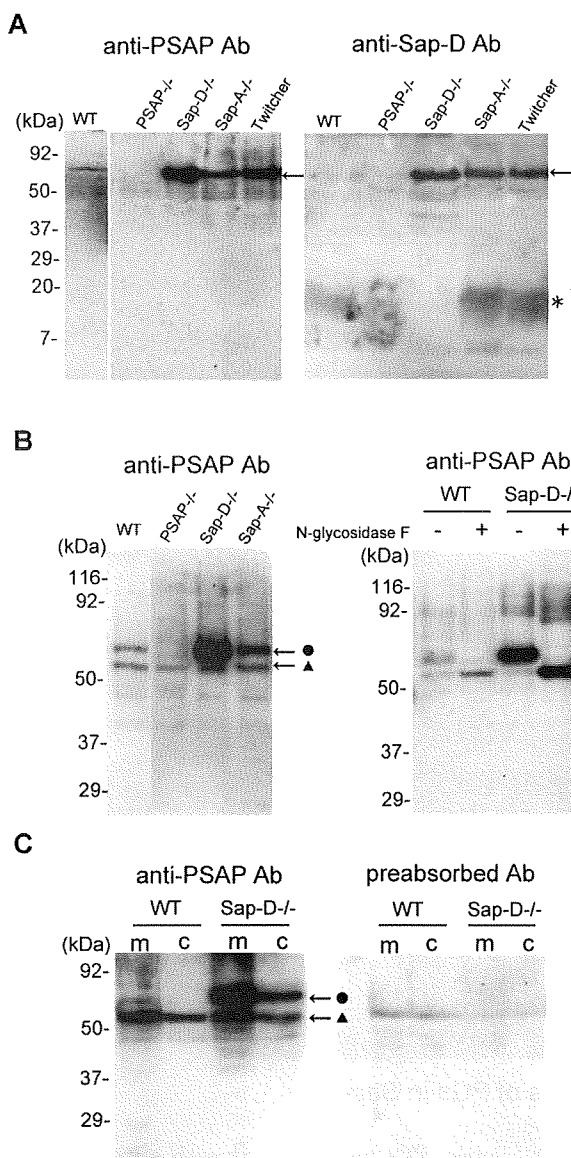 A
anti-PSAP Ab
anti-Sap-D Ab
(kDa)
WT
PSAP-/-
Sap-D-/-
Sap-A-/-
Twitcher
WT
PSAP-/-
Sap-D-/-
Sap-A-/-
Twitcher
92-
50-
37-
29-
20-
7-
*
B
anti-PSAP Ab
anti-PSAP Ab
WT
PSAP-/-
Sap-D-/-
Sap-A-/-
WT
Sap-D-/-
N-glycosidase F
- + - +
(kDa)
116-
92-
50-
37-
29-
(kDa)
116-
92-
50-
37-
29-
C
anti-PSAP Ab
preabsorbed Ab
WT Sap-D-/-
WT Sap-D-/-
(kDa)
m c m c
m c m c
92-
50-
37-
29-